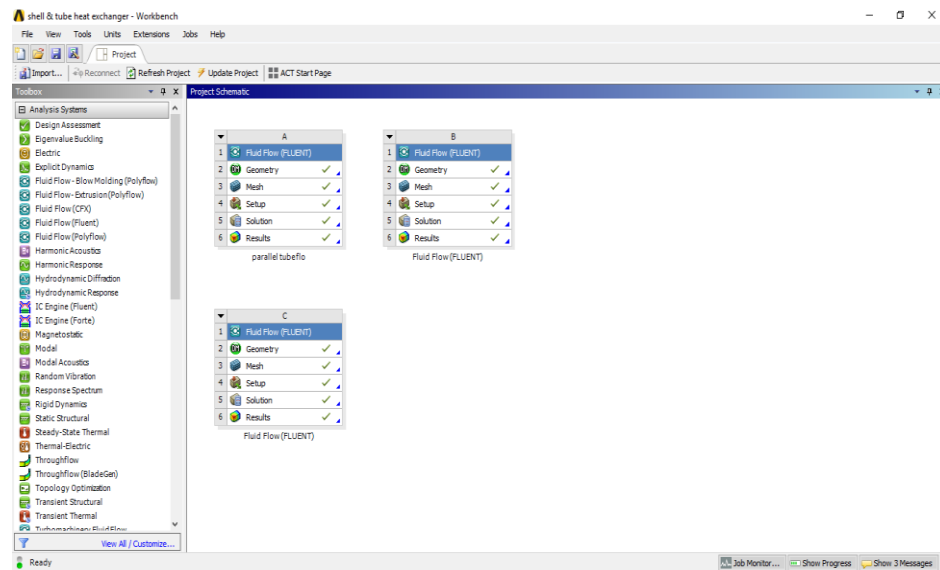 shell & tube heat exchanger - Workbench
File View Tools Units Extensions Jobs Help
Project
Import... Reconnect Refresh Project Update Project ACT Start Page
Toolbox
Project Schematic
Analysis Systems
Design Assessment
Eigenvalue Buckling
Electric
Explicit Dynamics
Fluid Flow - Blow Molding (Polyflow)
Fluid Flow - Extrusion (Polyflow)
Fluid Flow (CFX)
Fluid Flow (Fluent)
Fluid Flow (Polyflow)
Harmonic Acoustics
Harmonic Response
Hydrodynamic Diffraction
Hydrodynamic Response
IC Engine (Fluent)
IC Engine (Forte)
Magnetostatic
Modal
Modal Acoustics
Random Vibration
Response Spectrum
Rigid Dynamics
Static Structural
Steady-State Thermal
Thermal-Electric
Throughflow
Throughflow (BladeGen)
Topology Optimization
Transient Structural
Transient Thermal
Turbomachinery Fluid Flow
View All / Customize...
A
1 Fluid Flow (FLUENT)
2 Geometry
3 Mesh
4 Setup
5 Solution
6 Results
parallel tubeflo
B
1 Fluid Flow (FLUENT)
2 Geometry
3 Mesh
4 Setup
5 Solution
6 Results
Fluid Flow (FLUENT)
C
1 Fluid Flow (FLUENT)
2 Geometry
3 Mesh
4 Setup
5 Solution
6 Results
Fluid Flow (FLUENT)
Ready
Job Monitor... Show Progress Show 3 Messages